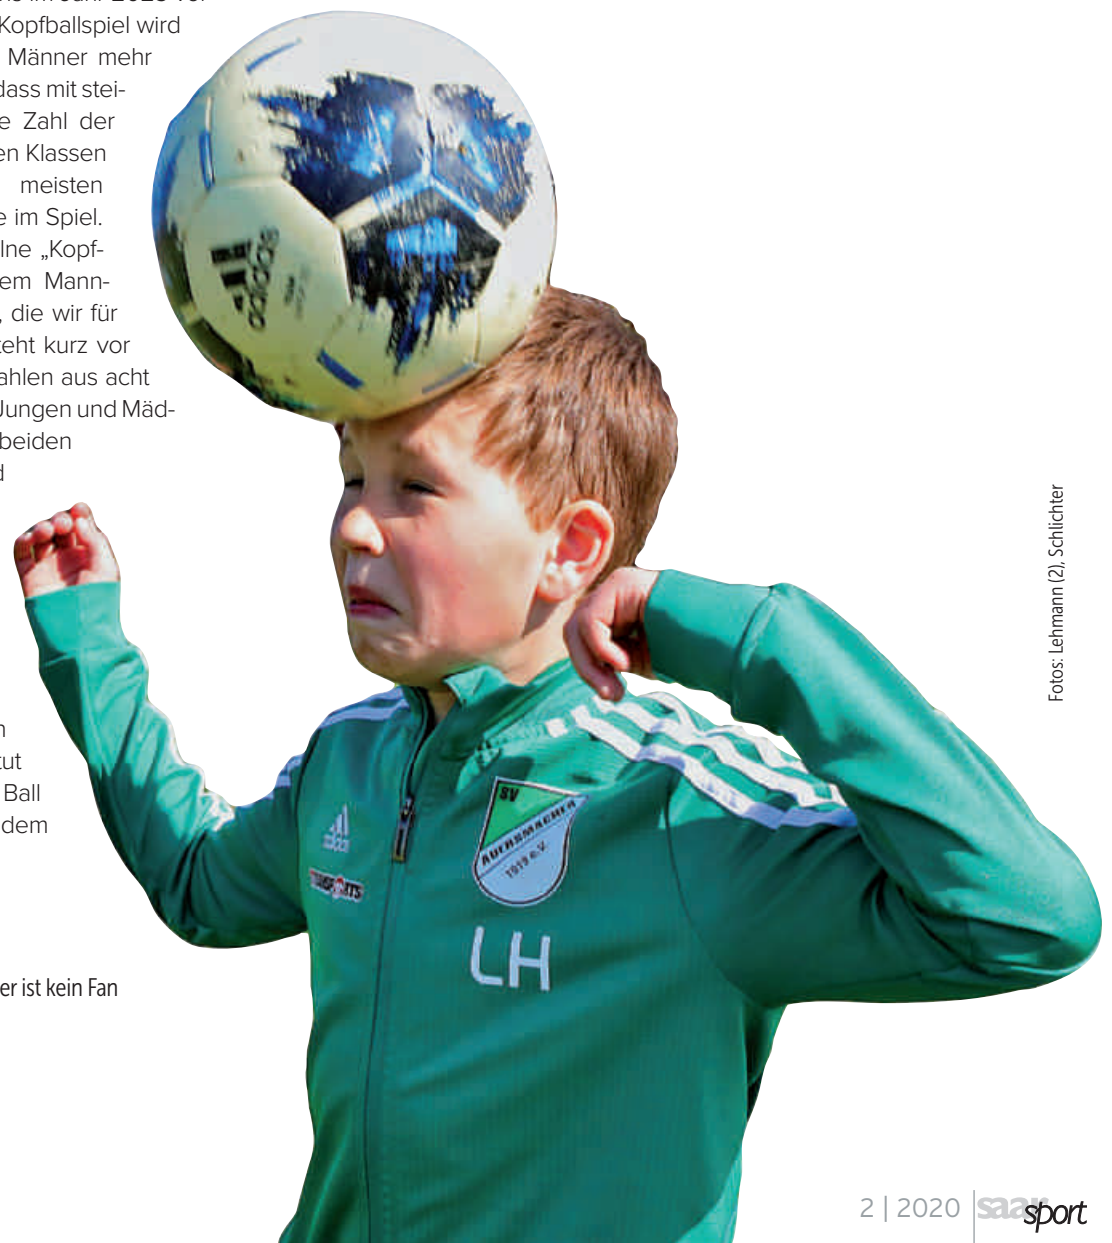 Kopfballspiel wird
Männer mehr
dass mit stei-
e Zahl der
en Klassen
meisten
e im Spiel.
lne „Kopf-
em Mann-
, die wir für
teht kurz vor
ahlen aus acht
Jungen und Mäd-
beiden
d
n
tut
Ball
dem
er ist kein Fan
adidas
SV
AUERSMACHER
1919 e.V.
adidas
LH
Fotos: Lehmann (2), Schlichter
2 | 2020
saarsport